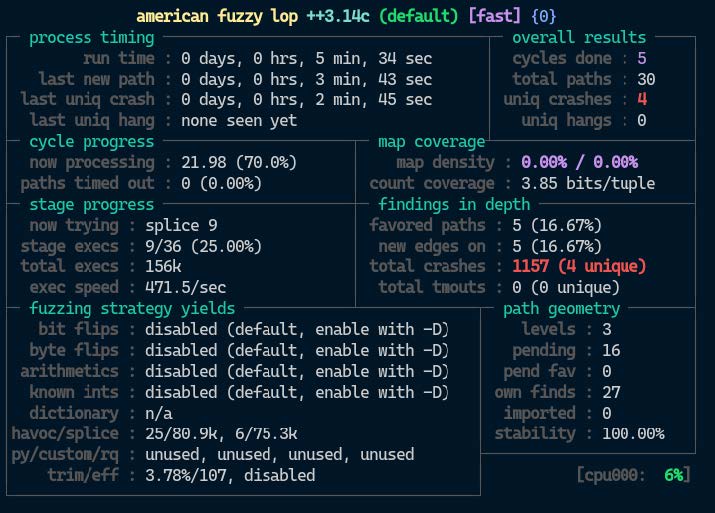 american fuzzy lop ++3.14c (default) [fast] {0}
process timing overall results
run time : 0 days, 0 hrs, 5 min, 34 sec cycles done : 5
last new path : 0 days, 0 hrs, 3 min, 43 sec total paths : 30
last uniq crash : 0 days, 0 hrs, 2 min, 45 sec uniq crashes : 4
last uniq hang : none seen yet uniq hangs : 0
cycle progress map coverage
now processing : 21.98 (70.0%) map density : 0.00% / 0.00%
paths timed out : 0 (0.00%) count coverage : 3.85 bits/tuple
stage progress findings in depth
now trying : splice 9 favored paths : 5 (16.67%)
stage execs : 9/36 (25.00%) new edges on : 5 (16.67%)
total execs : 156k total crashes : 1157 (4 unique)
exec speed : 471.5/sec total tmouts : 0 (0 unique)
fuzzing strategy yields path geometry
bit flips : disabled (default, enable with -D) levels : 3
byte flips : disabled (default, enable with -D) pending : 16
arithmetics : disabled (default, enable with -D) pend fav : 0
known ints : disabled (default, enable with -D) own finds : 27
dictionary : n/a imported : 0
havoc/splice : 25/80.9k, 6/75.3k stability : 100.00%
py/custom/rq : unused, unused, unused, unused
trim/eff : 3.78%/107, disabled [cpu000: 6%]